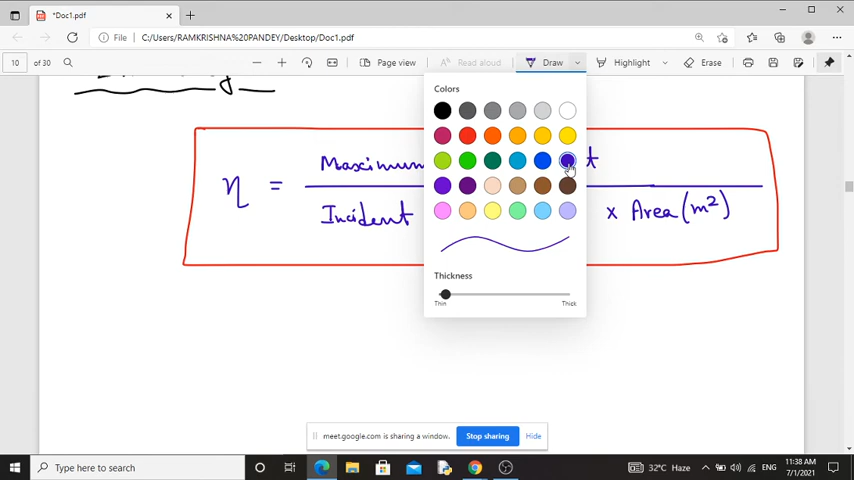 *Doc1.pdf
File C:/Users/RAMKRISHNA%20PANDEY/Desktop/Doc1.pdf
10 of 30 Page view Read aloud Draw Highlight Erase
Colors
Maximum
η =
Incident x Area (m²)
Thickness
Thin Thick
meet.google.com is sharing a window. Stop sharing Hide
Type here to search 32°C Haze ENG 11:38 AM
7/1/2021